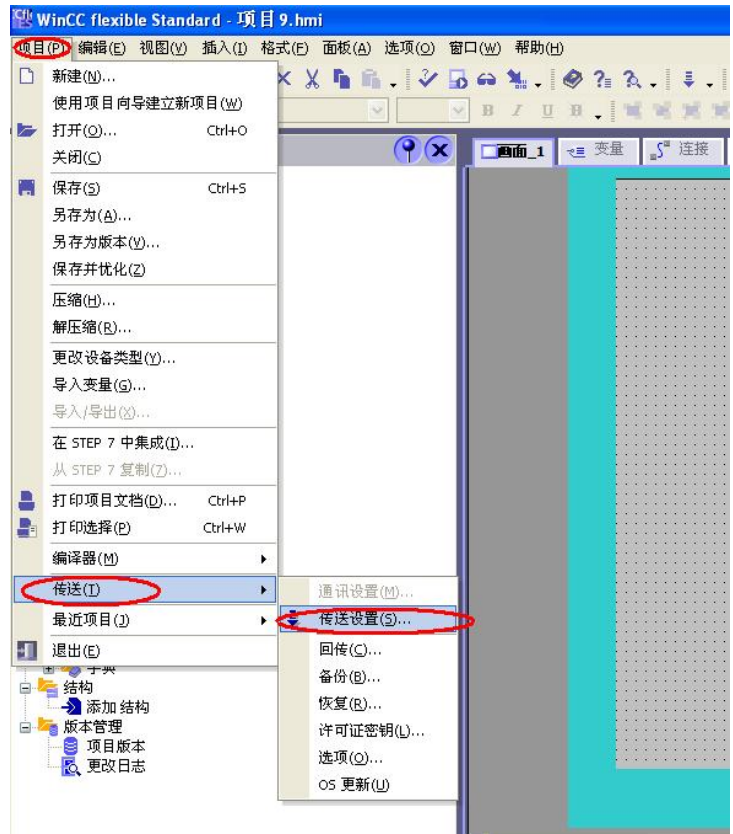 WinCC flexible Standard - 项目9.hmi
项目(P) 编辑(E) 视图(V) 插入(I) 格式(F) 面板(A) 选项(O) 窗口(W) 帮助(H)
新建(N)...
使用项目向导建立新项目(W)
打开(O)... Ctrl+O
关闭(C)
画面_1 变量 连接
保存(S) Ctrl+S
另存为(A)...
另存为版本(V)...
保存并优化(Z)
压缩(H)...
解压缩(R)...
更改设备类型(Y)...
导入变量(G)...
导入/导出(X)...
在 STEP 7 中集成(I)...
从 STEP 7 复制(7)...
打印项目文档(D)... Ctrl+P
打印选择(P) Ctrl+W
编译器(M)
传送(T)
最近项目(J)
退出(E)
通讯设置(M)...
传送设置(S)...
回传(C)...
备份(B)...
恢复(R)...
许可证密钥(L)...
选项(O)...
OS 更新(U)
字典
结构
添加 结构
版本管理
项目版本
更改日志